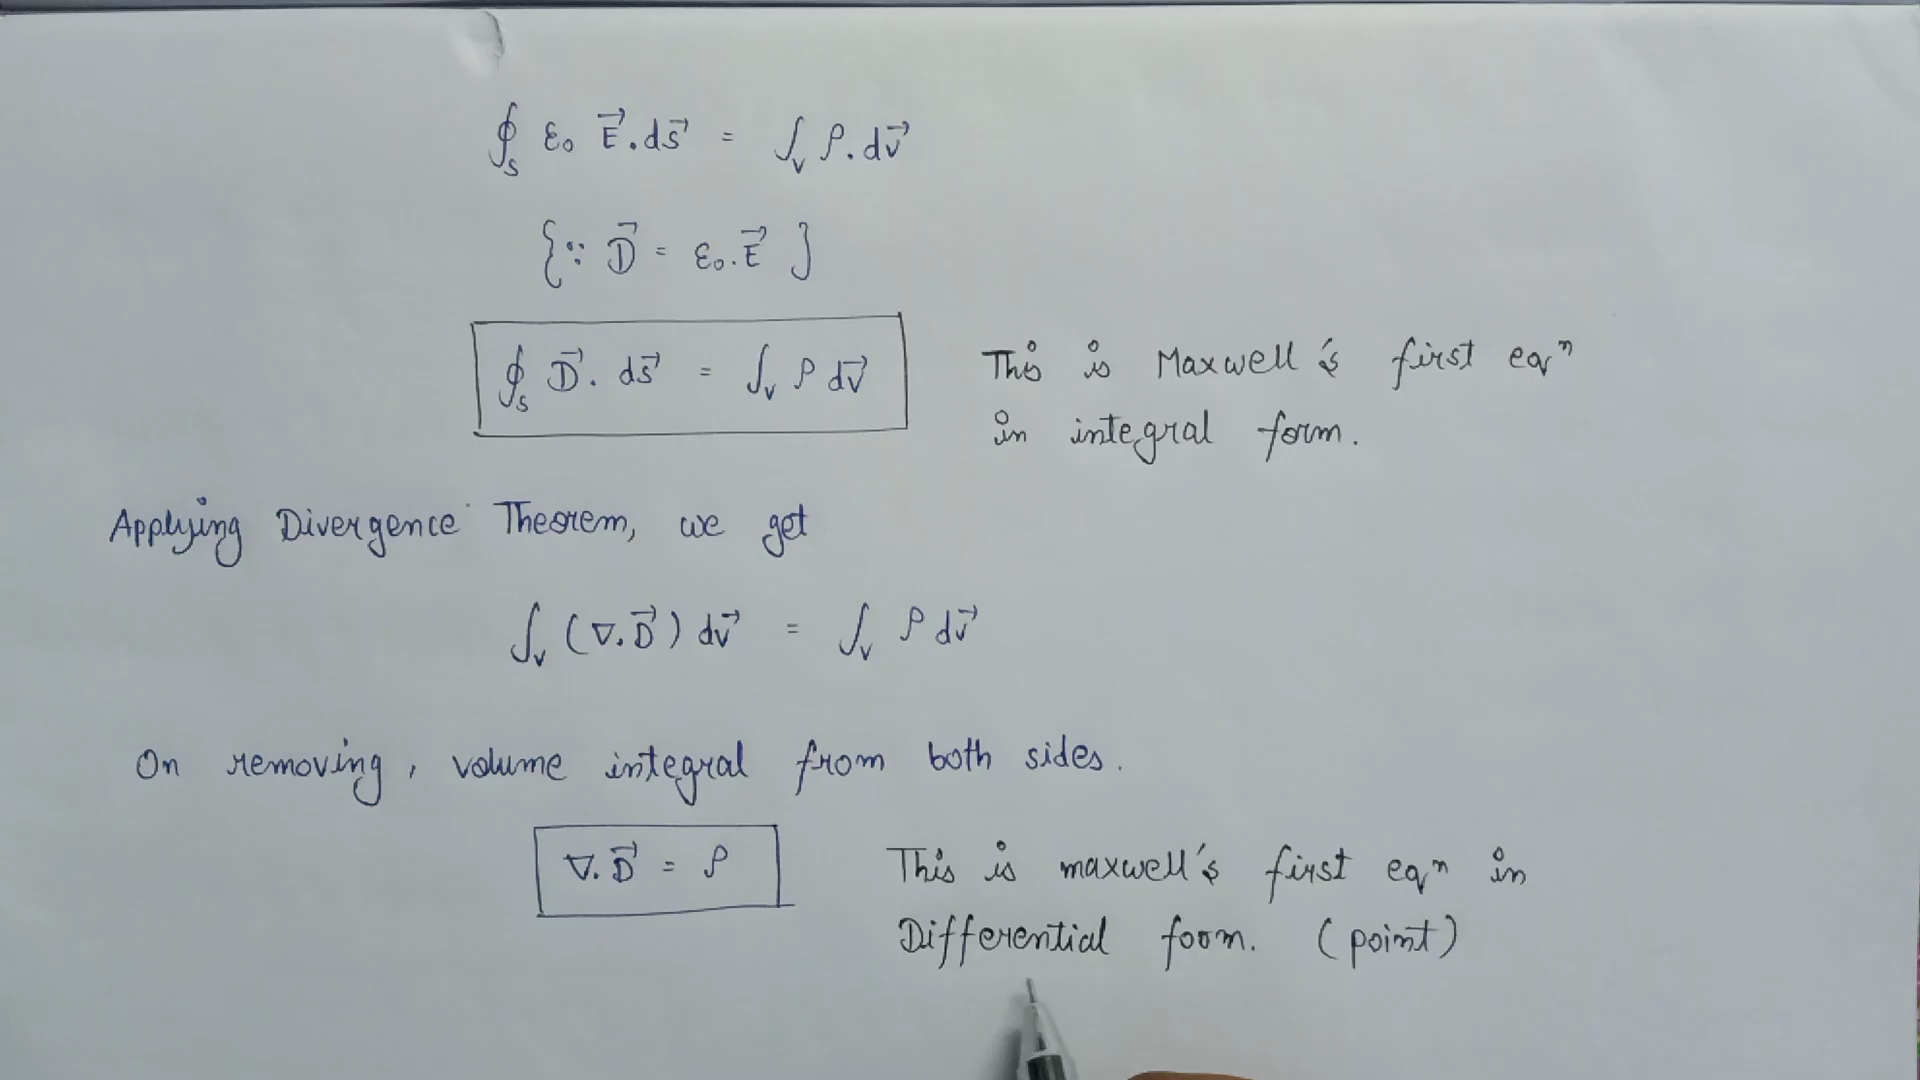 ∮ₛ ε₀ E⃗.ds⃗ = ∫ᵥ ρ.dv⃗
{∵ D⃗ = ε₀.E⃗ }
∮ₛ D⃗. ds⃗ = ∫ᵥ ρ dv⃗
This is Maxwell's first eqⁿ
in integral form.
Applying Divergence Theorem, we get
∫ᵥ (∇.D⃗) dv⃗ = ∫ᵥ ρ dv⃗
On removing, volume integral from both sides.
∇.D⃗ = ρ
This is maxwell's first eqⁿ in
Differential form. (point)